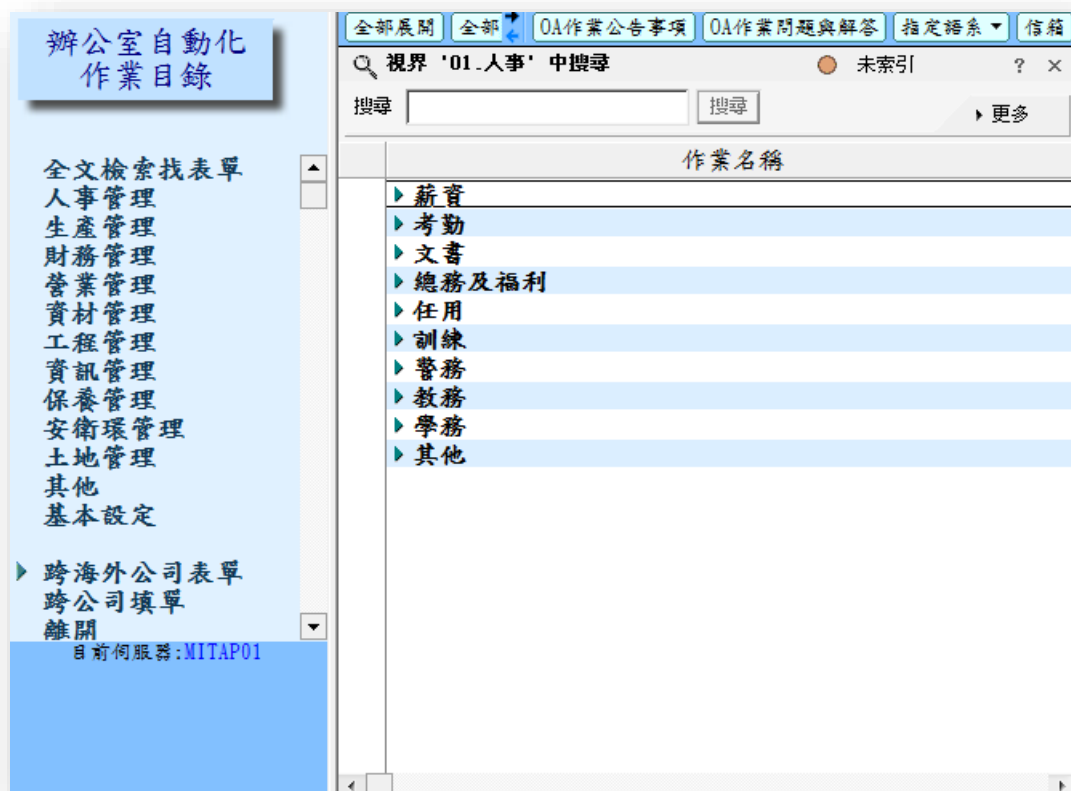 辦公室自動化
作業目錄
全文檢索找表單
人事管理
生產管理
財務管理
營業管理
資材管理
工程管理
資訊管理
保養管理
安衛環管理
土地管理
其他
基本設定
跨海外公司表單
跨公司填單
離開
目前伺服器:MITAP01
全部展開 全部 OA作業公告事項 OA作業問題與解答 指定語系 信箱
視界 '01.人事' 中搜尋 未索引 ? ×
搜尋 搜尋 更多
作業名稱
薪資
考勤
文書
總務及福利
任用
訓練
警務
教務
學務
其他